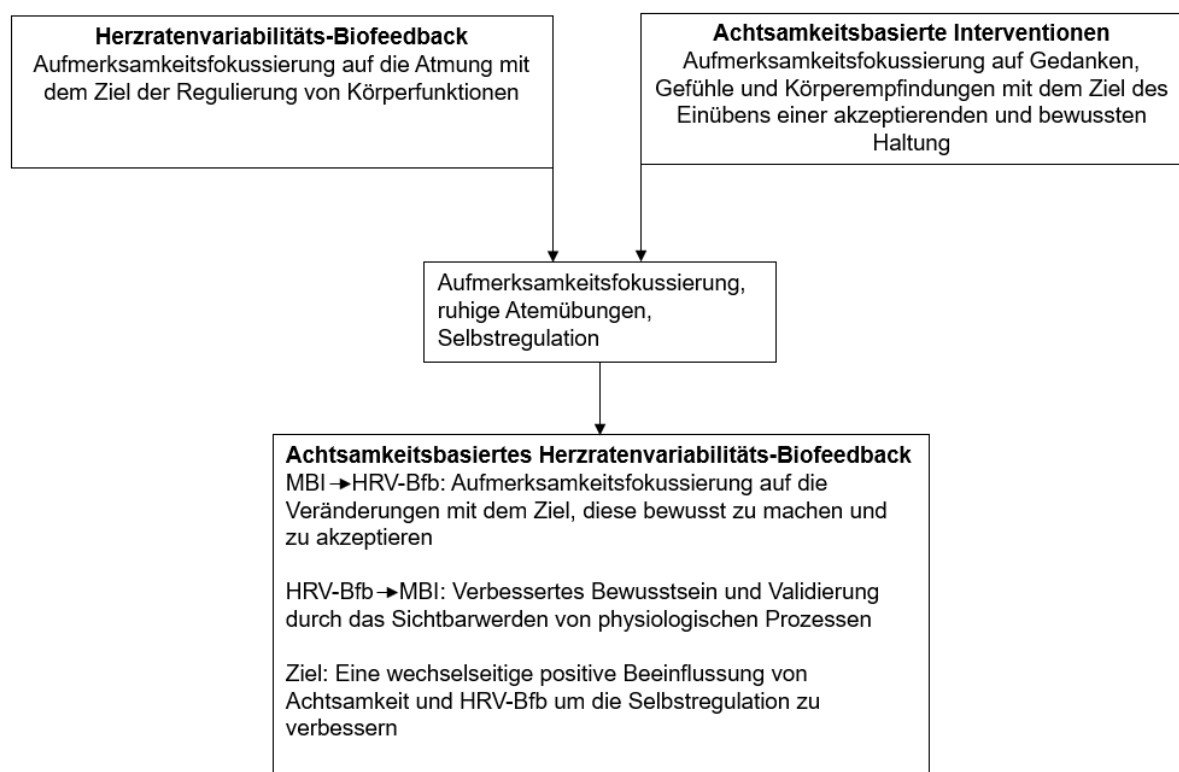 Herzratenvariabilitäts-Biofeedback
Aufmerksamkeitsfokussierung auf die Atmung mit
dem Ziel der Regulierung von Körperfunktionen
Achtsamkeitsbasierte Interventionen
Aufmerksamkeitsfokussierung auf Gedanken,
Gefühle und Körperempfindungen mit dem Ziel des
Einübens einer akzeptierenden und bewussten
Haltung
Aufmerksamkeitsfokussierung,
ruhige Atemübungen,
Selbstregulation
Achtsamkeitsbasiertes Herzratenvariabilitäts-Biofeedback
MBI→HRV-Bfb: Aufmerksamkeitsfokussierung auf die
Veränderungen mit dem Ziel, diese bewusst zu machen und
zu akzeptieren
HRV-Bfb→MBI: Verbessertes Bewusstsein und Validierung
durch das Sichtbarwerden von physiologischen Prozessen
Ziel: Eine wechselseitige positive Beeinflussung von
Achtsamkeit und HRV-Bfb um die Selbstregulation zu
verbessern